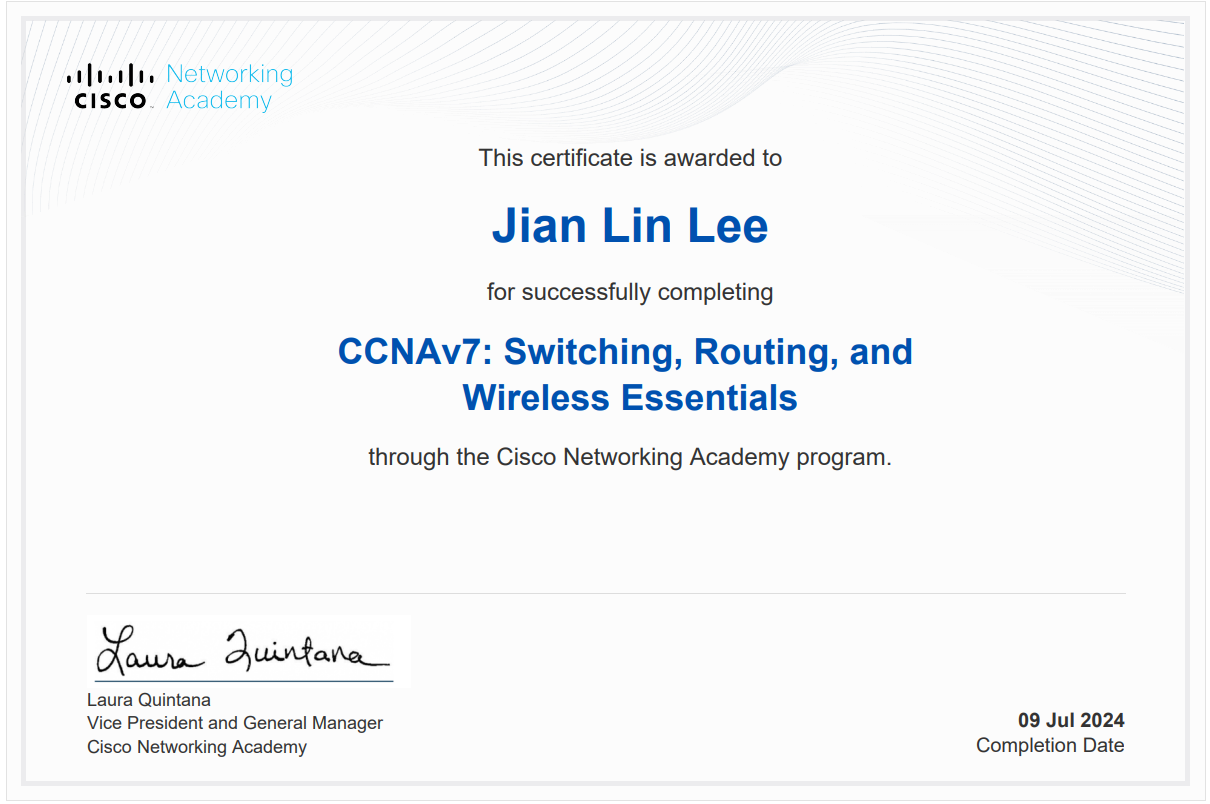 Networking
CISCO Academy
This certificate is awarded to
Jian Lin Lee
for successfully completing
CCNAv7: Switching, Routing, and
Wireless Essentials
through the Cisco Networking Academy program.
Laura Quintana
Laura Quintana
Vice President and General Manager
Cisco Networking Academy
09 Jul 2024
Completion Date